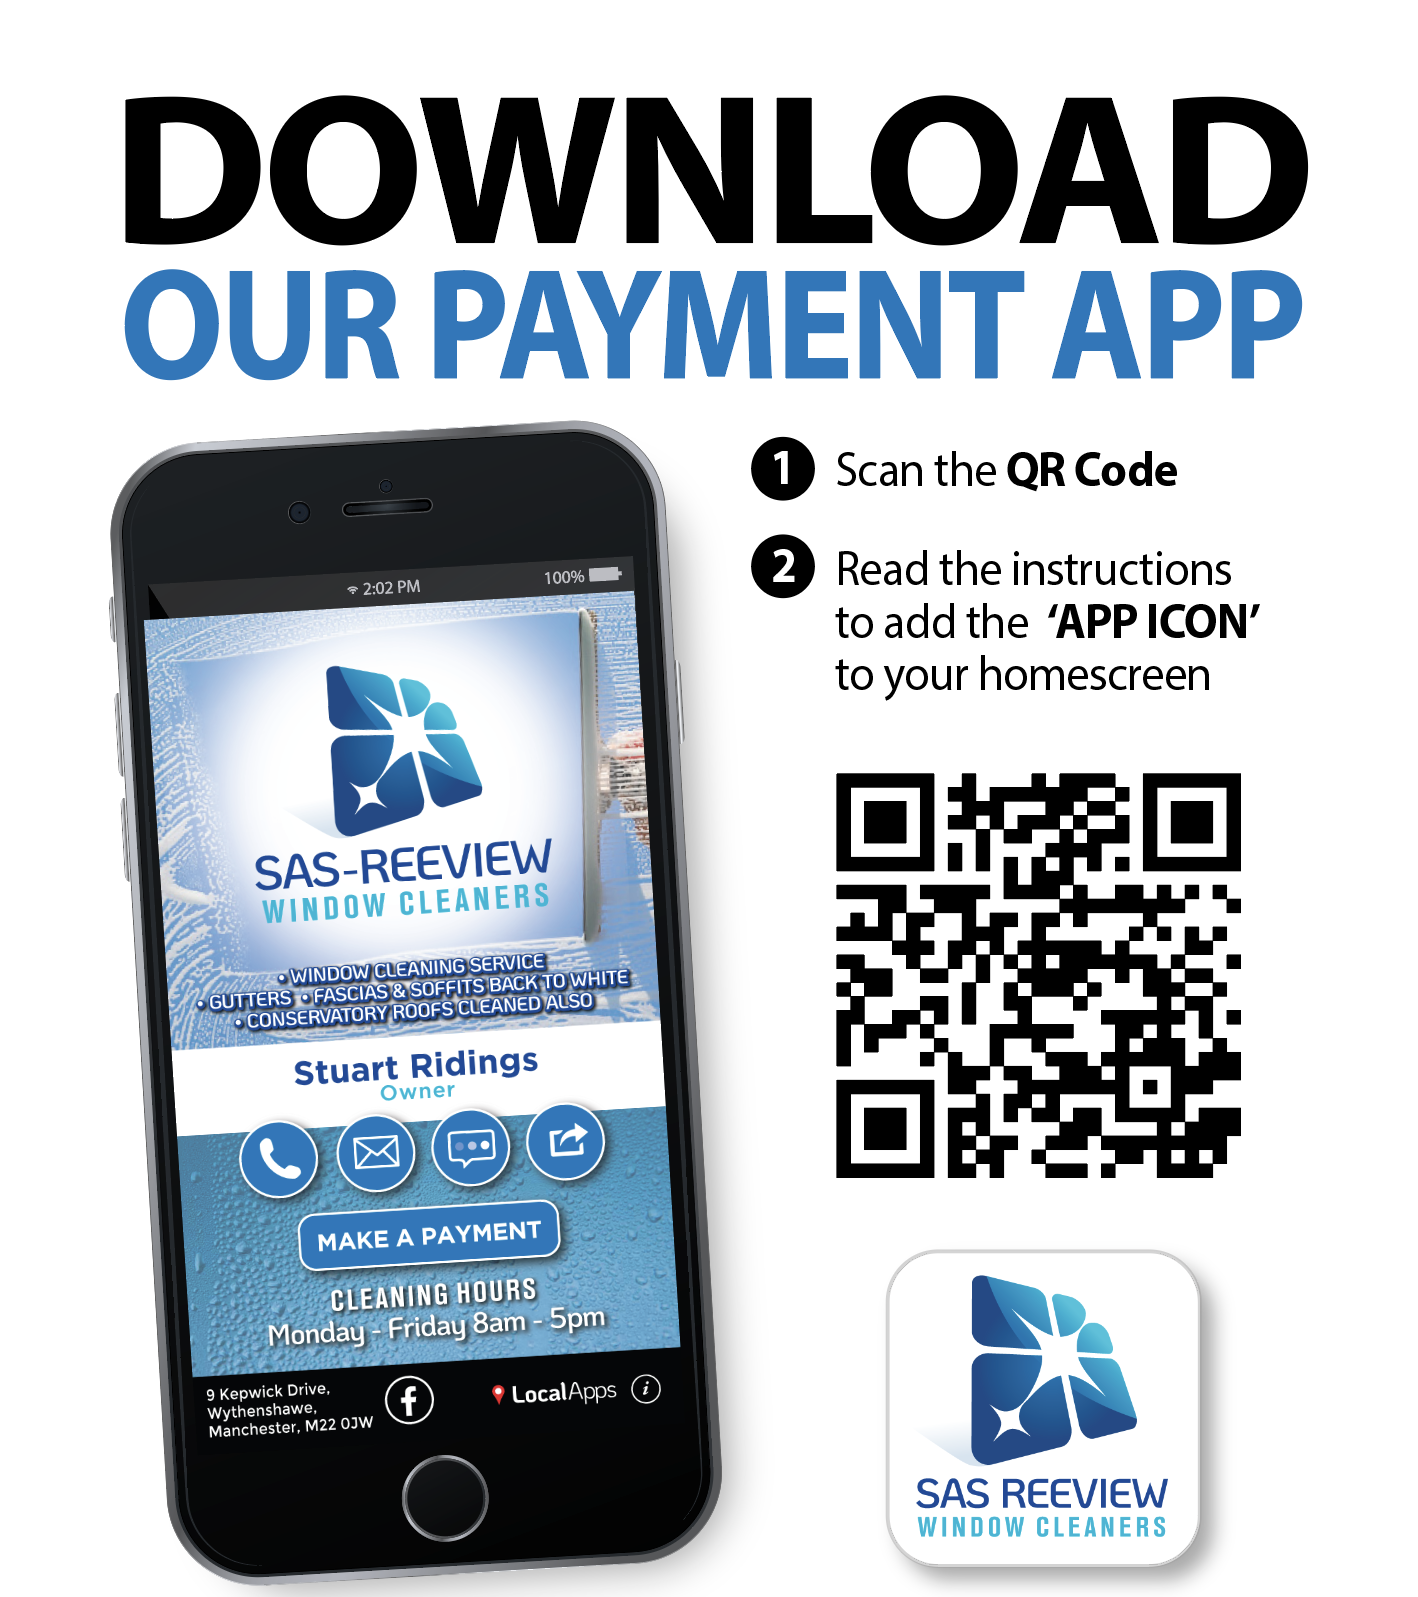 DOWNLOAD
OUR PAYMENT APP
1 Scan the QR Code
2 Read the instructions
to add the 'APP ICON'
to your homescreen
2:02 PM 100%
SAS-REEVIEW
WINDOW CLEANERS
• WINDOW CLEANING SERVICE
• GUTTERS • FASCIAS & SOFFITS BACK TO WHITE
• CONSERVATORY ROOFS CLEANED ALSO
Stuart Ridings
Owner
MAKE A PAYMENT
CLEANING HOURS
Monday - Friday 8am - 5pm
9 Kepwick Drive,
Wythenshawe,
Manchester, M22 0JW
f
LocalApps i
SAS REEVIEW
WINDOW CLEANERS